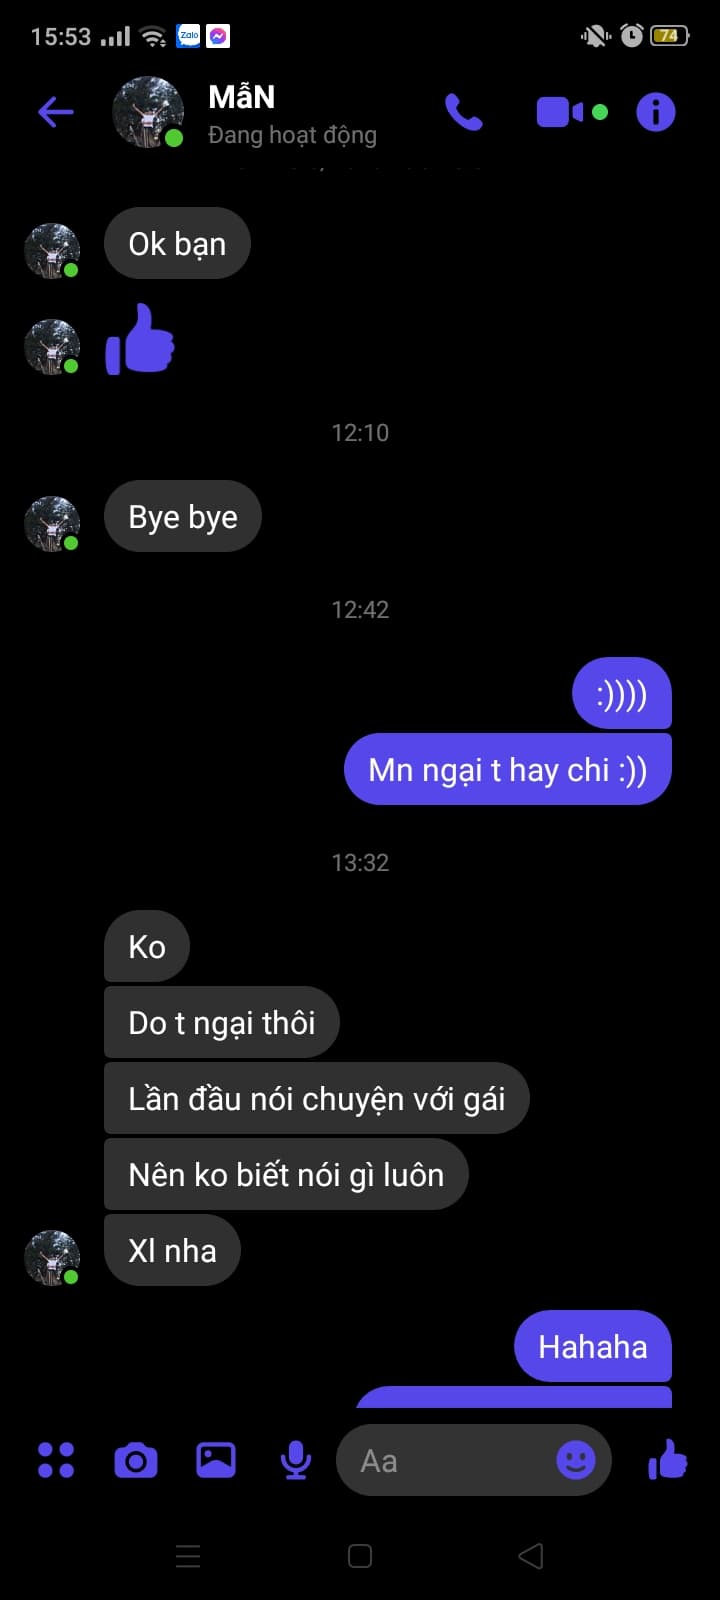 15:53
Zalo
74
MẫN
Đang hoạt động
Ok bạn
12:10
Bye bye
12:42
:))))
Mn ngại t hay chi :))
13:32
Ko
Do t ngại thôi
Lần đầu nói chuyện với gái
Nên ko biết nói gì luôn
Xl nha
Hahaha
Aa